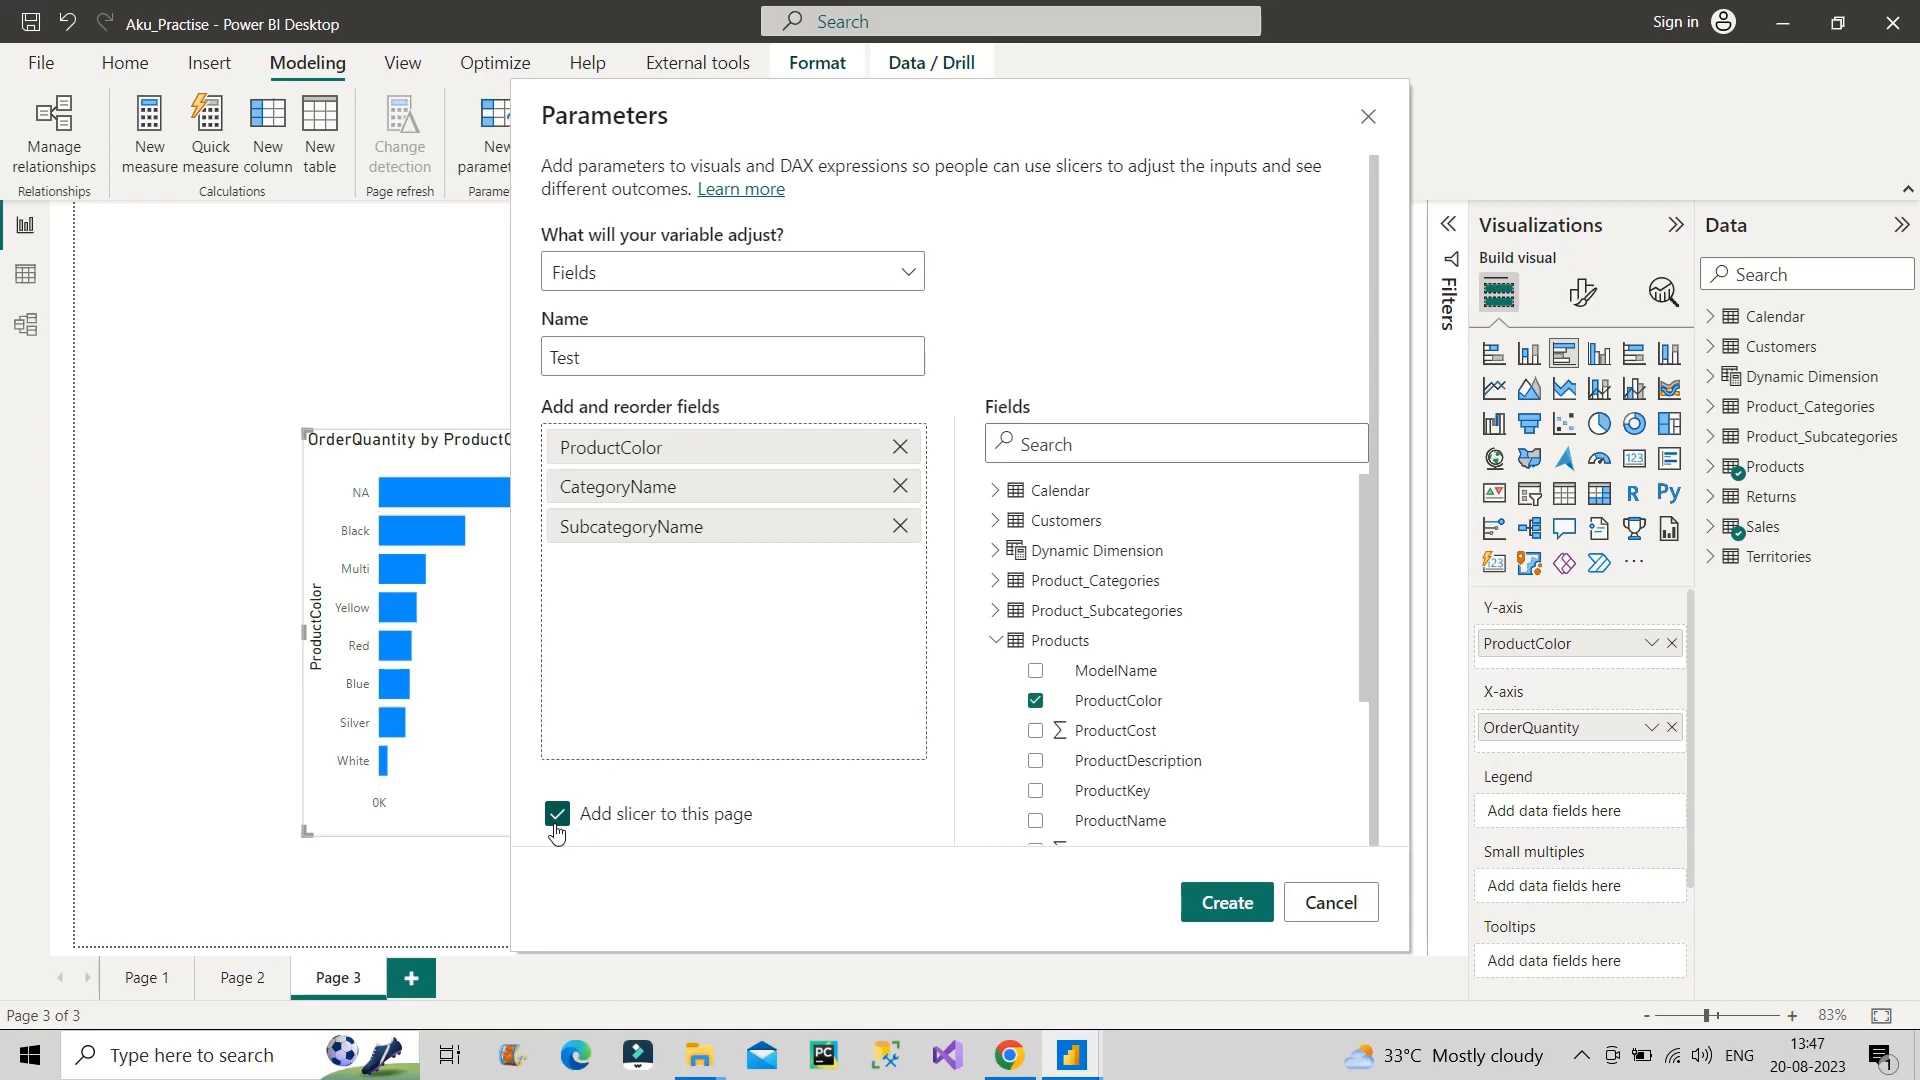 Aku_Practise - Power BI Desktop
Search
Sign in
File
Home
Insert
Modeling
View
Optimize
Help
External tools
Format
Data / Drill
Manage
relationships
New
measure
Quick
measure
New
column
New
table
Change
detection
New
Relationships
Calculations
Page refresh
Parameters
Add parameters to visuals and DAX expressions so people can use slicers to adjust the inputs and see
different outcomes. Learn more
What will your variable adjust?
Fields
Name
Test
Add and reorder fields
ProductColor
CategoryName
SubcategoryName
Add slicer to this page
Fields
Search
Calendar
Customers
Dynamic Dimension
Product_Categories
Product_Subcategories
Products
ModelName
ProductColor
ProductCost
ProductDescription
ProductKey
ProductName
Create
Cancel
OrderQuantity by ProductC
ProductColor
NA
Black
Multi
Yellow
Red
Blue
Silver
White
0K
Filters
Visualizations
Build visual
123
R
Py
123
Y-axis
ProductColor
X-axis
OrderQuantity
Legend
Add data fields here
Small multiples
Add data fields here
Tooltips
Add data fields here
Data
Search
Calendar
Customers
Dynamic Dimension
Product_Categories
Product_Subcategories
Products
Returns
Sales
Territories
Page 1
Page 2
Page 3
Page 3 of 3
83%
Type here to search
PC
33°C Mostly cloudy
ENG
13:47
20-08-2023
1